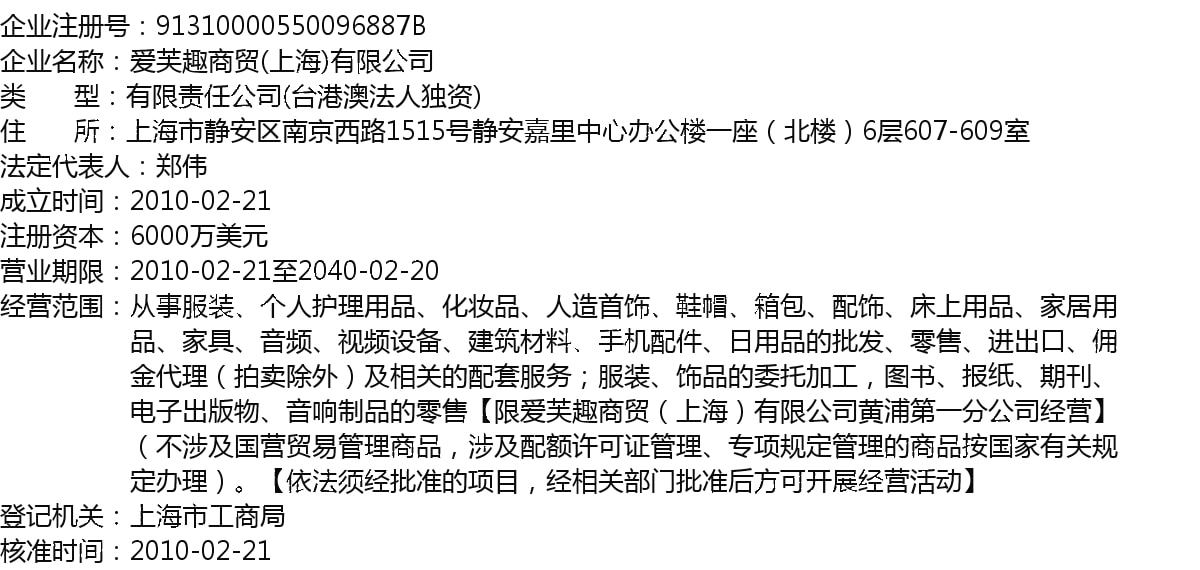 企业注册号：91310000550096887B
企业名称：爱芙趣商贸(上海)有限公司
类　　型：有限责任公司(台港澳法人独资)
住　　所：上海市静安区南京西路1515号静安嘉里中心办公楼一座（北楼）6层607-609室
法定代表人：郑伟
成立时间：2010-02-21
注册资本：6000万美元
营业期限：2010-02-21至2040-02-20
经营范围：从事服装、个人护理用品、化妆品、人造首饰、鞋帽、箱包、配饰、床上用品、家居用
品、家具、音频、视频设备、建筑材料、手机配件、日用品的批发、零售、进出口、佣
金代理（拍卖除外）及相关的配套服务；服装、饰品的委托加工，图书、报纸、期刊、
电子出版物、音响制品的零售【限爱芙趣商贸（上海）有限公司黄浦第一分公司经营】
（不涉及国营贸易管理商品，涉及配额许可证管理、专项规定管理的商品按国家有关规
定办理）。【依法须经批准的项目，经相关部门批准后方可开展经营活动】
登记机关：上海市工商局
核准时间：2010-02-21